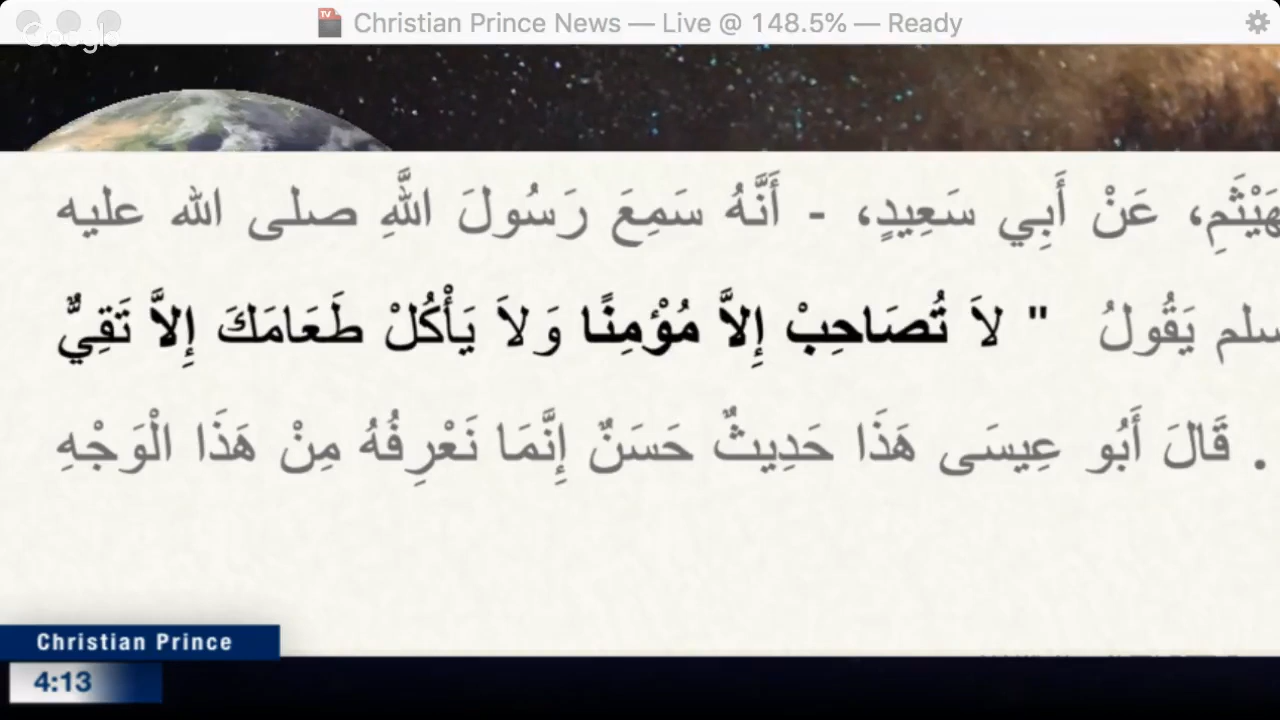 Google
Christian Prince News — Live @ 148.5% — Ready
عَنْ أَبِي سَعِيدٍ، - أَنَّهُ سَمِعَ رَسُولَ اللَّهِ صلى الله عليه
يَقُولُ " لاَ تُصَاحِبْ إِلاَّ مُؤْمِنًا وَلاَ يَأْكُلْ طَعَامَكَ إِلاَّ تَقِيٌّ
. قَالَ أَبُو عِيسَى هَذَا حَدِيثٌ حَسَنٌ إِنَّمَا نَعْرِفُهُ مِنْ هَذَا الْوَجْهِ
Christian Prince
4:13